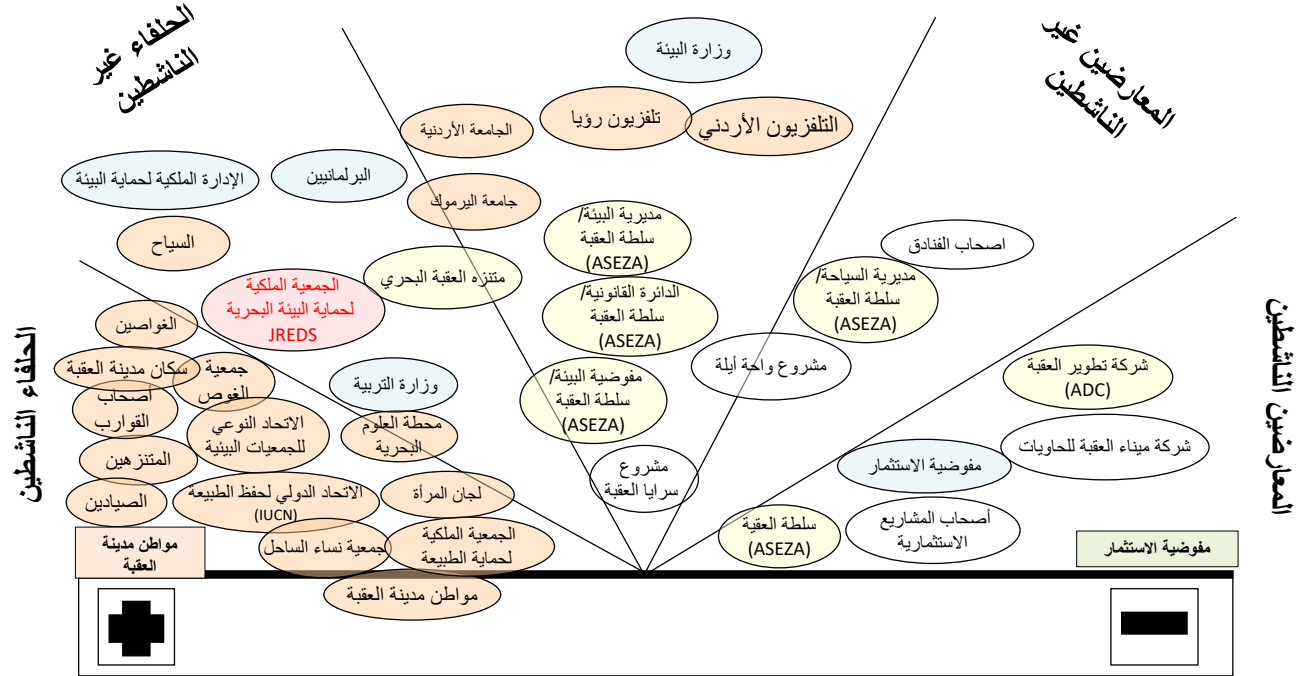 الحلفاء غير
الناشطين
المعارضين غير
الناشطين
وزارة البيئة
الجامعة الأردنية
تلفزيون رؤيا
التلفزيون الأردني
الإدارة الملكية لحماية البيئة
البرلمانيين
جامعة اليرموك
السياح
مديرية البيئة/
سلطة العقبة
(ASEZA)
اصحاب الفنادق
متنزه العقبة البحري
مديرية السياحة/
سلطة العقبة
(ASEZA)
الجمعية الملكية
لحماية البيئة البحرية
JREDS
الدائرة القانونية/
سلطة العقبة
(ASEZA)
الغواصين
سكان مدينة العقبة
جمعية
الغوص
وزارة التربية
مشروع واحة أيلة
شركة تطوير العقبة
(ADC)
مفوضية البيئة/
سلطة العقبة
(ASEZA)
أصحاب
القوارب
الاتحاد النوعي
للجمعيات البيئية
محطة العلوم
البحرية
شركة ميناء العقبة للحاويات
مفوضية الاستثمار
المتنزهين
مشروع
سرايا العقبة
الصيادين
الاتحاد الدولي لحفظ الطبيعة
(IUCN)
لجان المرأة
سلطة العقبة
(ASEZA)
أصحاب المشاريع
الاستثمارية
جمعية نساء الساحل
الجمعية الملكية
لحماية الطبيعة
مواطن مدينة
العقبة
مفوضية الاستثمار
مواطن مدينة العقبة
الحلفاء الناشطين
المعارضين الناشطين